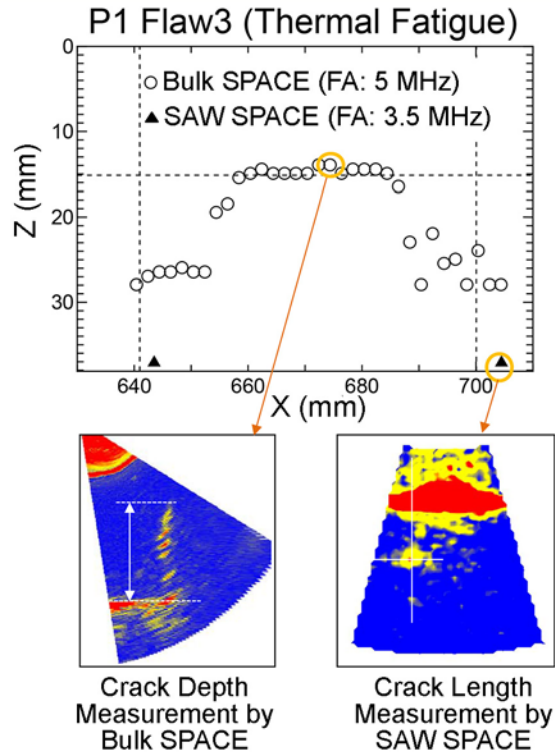 P1 Flaw3 (Thermal Fatigue)
0
10
20
30
Z (mm)
○ Bulk SPACE (FA: 5 MHz)
▲ SAW SPACE (FA: 3.5 MHz)
640 660 680 700
X (mm)
Crack Depth
Measurement by
Bulk SPACE
Crack Length
Measurement by
SAW SPACE